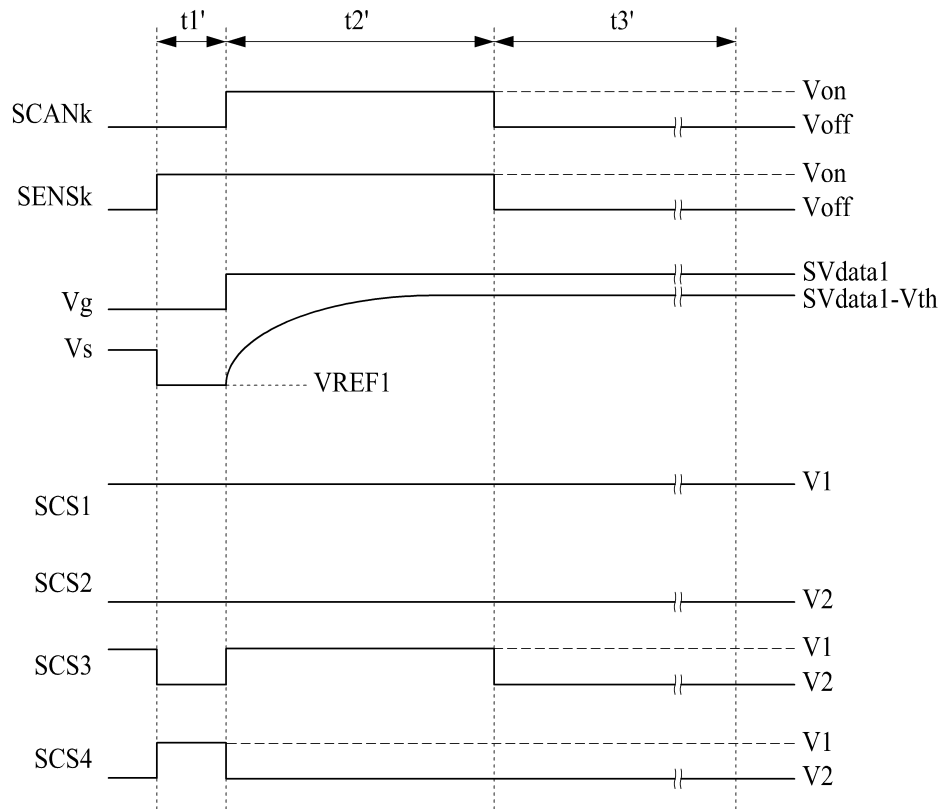 t1' t2' t3'
SCANk Von
Voff
SENSk Von
Voff
SVdata1
Vg SVdata1-Vth
Vs
VREF1
V1
SCS1
SCS2
V2
V1
SCS3
V2
V1
SCS4
V2